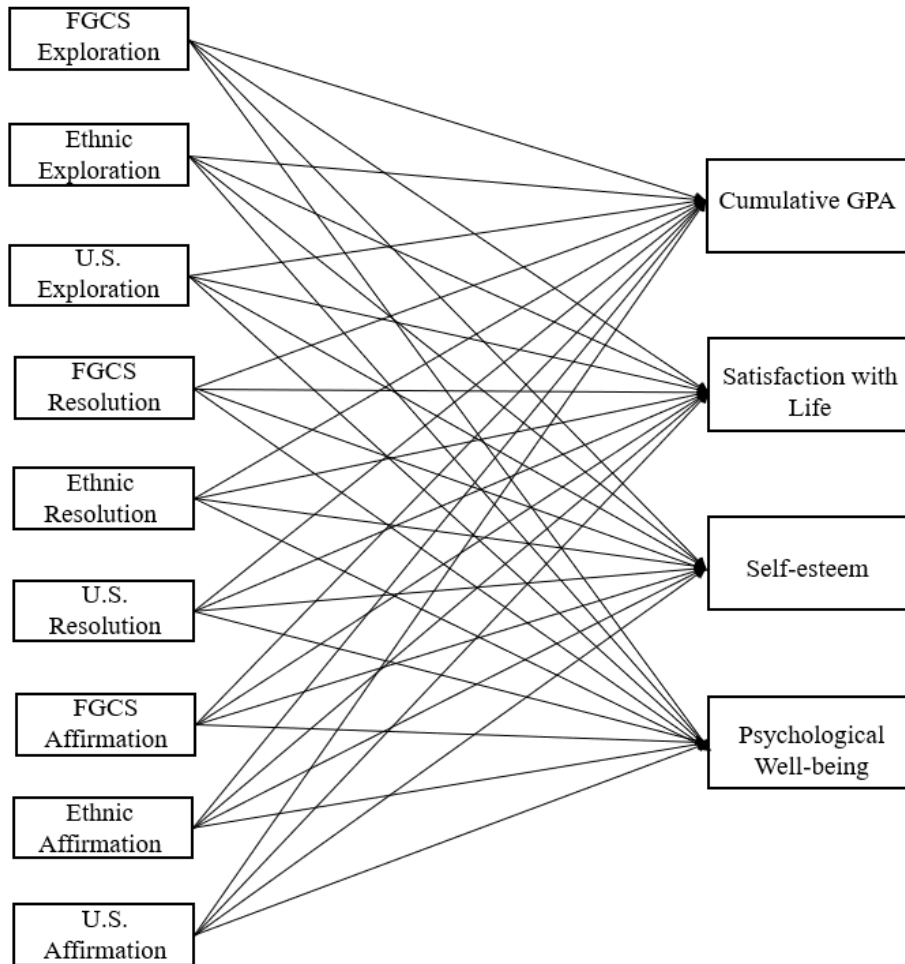 FGCS
Exploration
Ethnic
Exploration
U.S.
Exploration
FGCS
Resolution
Ethnic
Resolution
U.S.
Resolution
FGCS
Affirmation
Ethnic
Affirmation
U.S.
Affirmation
Cumulative GPA
Satisfaction with
Life
Self-esteem
Psychological
Well-being